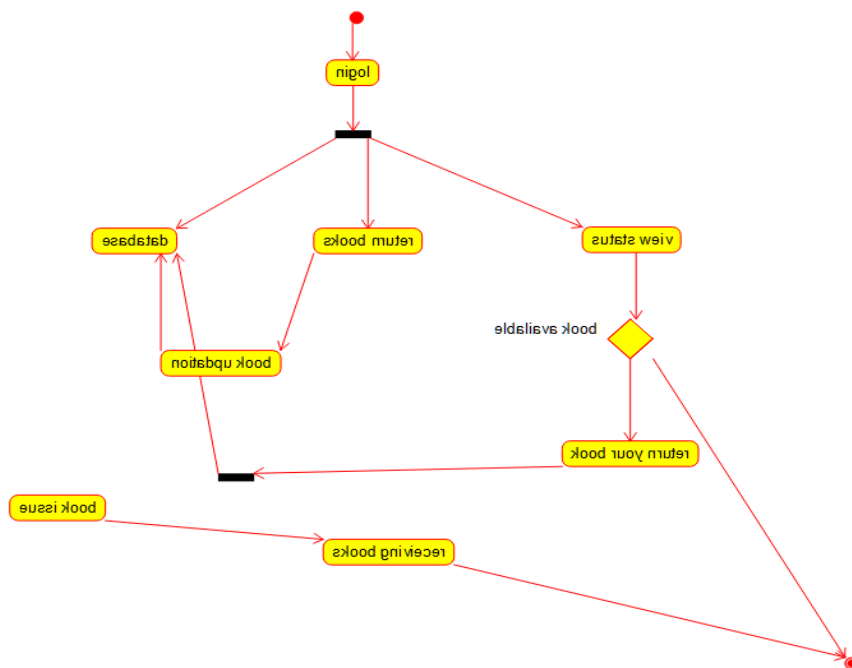 login
database
return books
view status
book available
book updation
return your book
book issue
receiving books